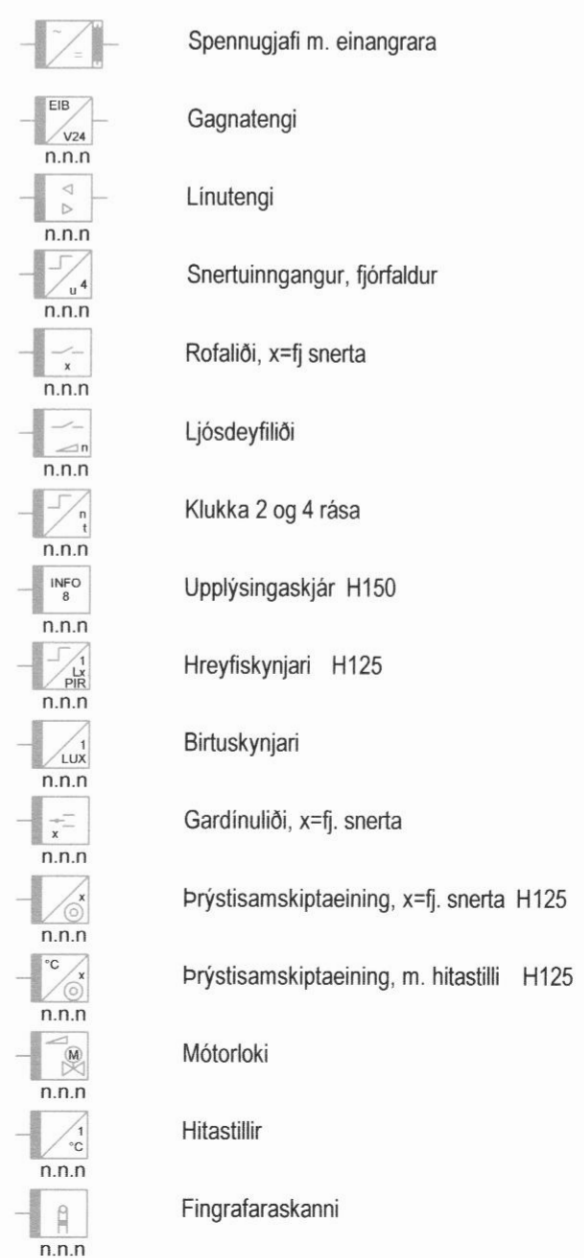 ~
=
Spennugjafi m. einangrara
EIB
V24
n.n.n
Gagnatengi
n.n.n
Línutengi
u 4
n.n.n
Snertuinngangur, fjórfaldur
x
n.n.n
Rofaliði, x=fj snerta
n
n.n.n
Ljósdeyfiliði
n
t
n.n.n
Klukka 2 og 4 rása
INFO
8
n.n.n
Upplýsingaskjár H150
1
Lx
PIR
n.n.n
Hreyfiskynjari H125
1
LUX
n.n.n
Birtuskynjari
x
n.n.n
Gardínuliði, x=fj. snerta
x
n.n.n
Þrýstisamskiptaeining, x=fj. snerta H125
°C
x
n.n.n
Þrýstisamskiptaeining, m. hitastilli H125
M
n.n.n
Mótorloki
1
°C
n.n.n
Hitastillir
n.n.n
Fingrafaraskanni